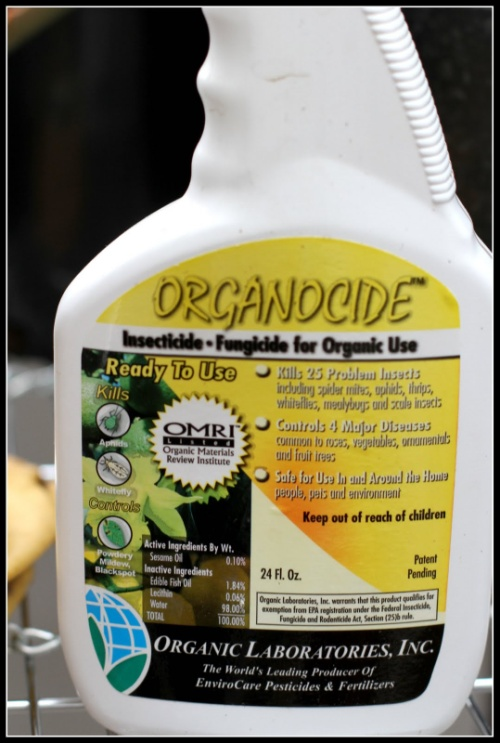 ORGANOCIDE™
Insecticide • Fungicide for Organic Use
Ready To Use
Kills
Aphids
Whitefly
Controls
Powdery
Mildew,
Blackspot
OMRI
Listed
Organic Materials
Review Institute
Kills 25 Problem Insects
including spider mites, aphids, thrips,
whiteflies, mealybugs and scale insects
Controls 4 Major Diseases
common to roses, vegetables, ornamentals
and fruit trees
Safe for Use In and Around the Home
people, pets and environment
Keep out of reach of children
Active Ingredients By Wt.
Sesame Oil 0.10%
Inactive Ingredients
Edible Fish Oil 1.84%
Lecithin 0.06%
Water 98.00%
TOTAL 100.00%
24 Fl. Oz.
Patent
Pending
Organic Laboratories, Inc. warrants that this product qualifies for
exemption from EPA registration under the Federal Insecticide,
Fungicide and Rodenticide Act, Section (25)b rule.
ORGANIC LABORATORIES, INC.
The World's Leading Producer Of
EnviroCare Pesticides & Fertilizers